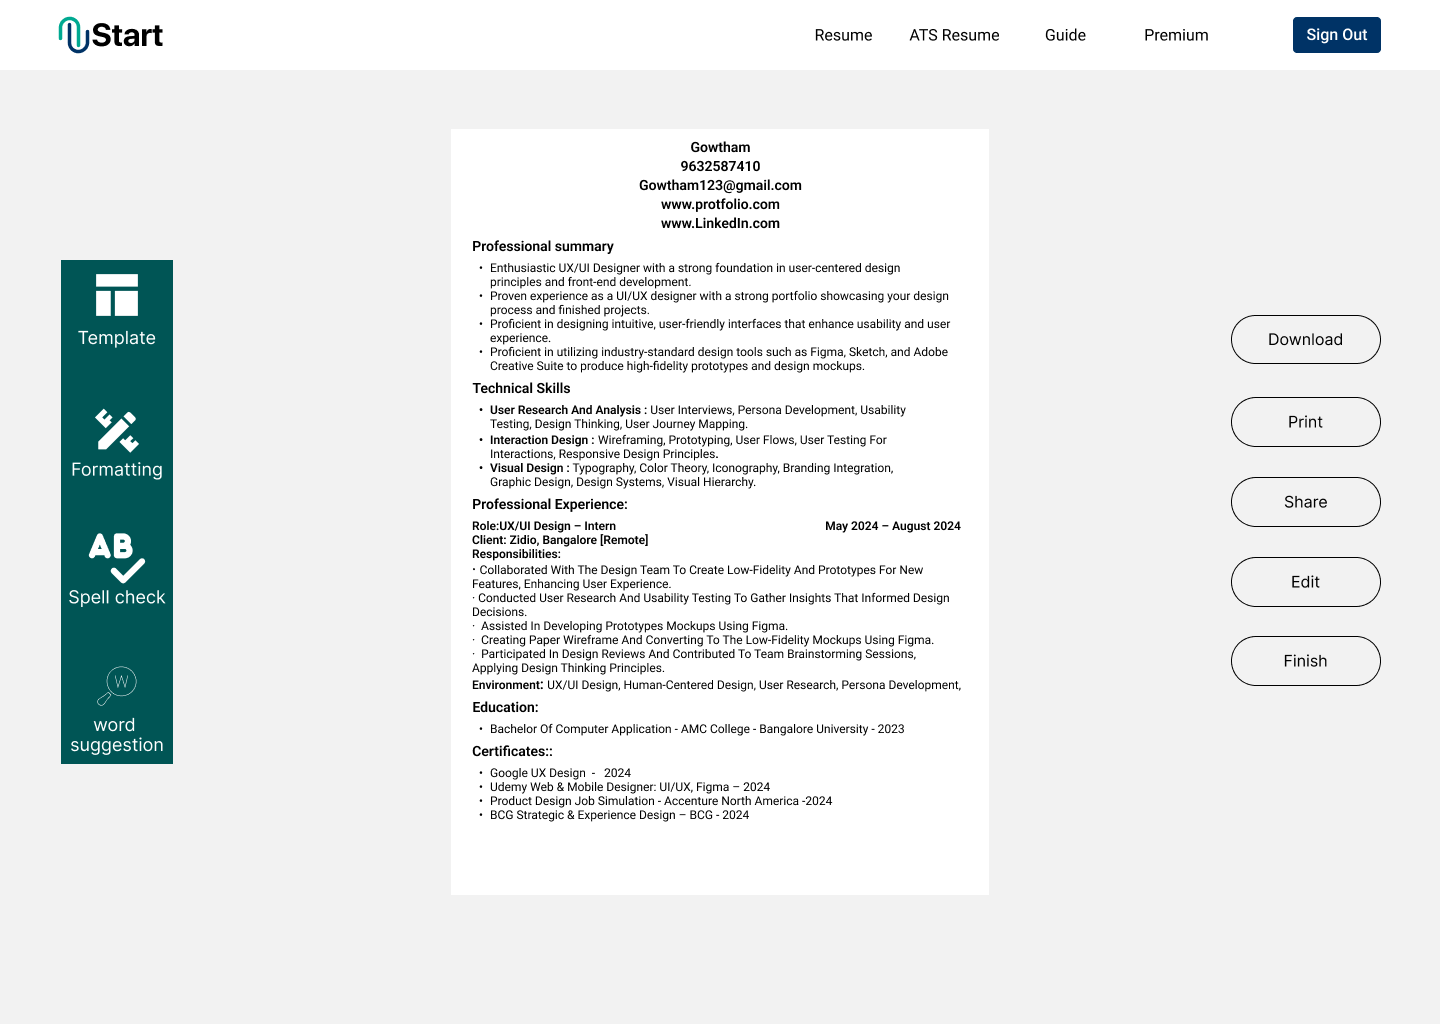 Start
Resume
ATS Resume
Guide
Premium
Sign Out
Template
Formatting
AB
Spell check
W
word
suggestion
Gowtham
9632587410
Gowtham123@gmail.com
www.protfolio.com
www.LinkedIn.com
Professional summary
• Enthusiastic UX/UI Designer with a strong foundation in user-centered design
principles and front-end development.
• Proven experience as a UI/UX designer with a strong portfolio showcasing your design
process and finished projects.
• Proficient in designing intuitive, user-friendly interfaces that enhance usability and user
experience.
• Proficient in utilizing industry-standard design tools such as Figma, Sketch, and Adobe
Creative Suite to produce high-fidelity prototypes and design mockups.
Technical Skills
• User Research And Analysis : User Interviews, Persona Development, Usability
Testing, Design Thinking, User Journey Mapping.
• Interaction Design : Wireframing, Prototyping, User Flows, User Testing For
Interactions, Responsive Design Principles.
• Visual Design : Typography, Color Theory, Iconography, Branding Integration,
Graphic Design, Design Systems, Visual Hierarchy.
Professional Experience:
Role:UX/UI Design – Intern May 2024 – August 2024
Client: Zidio, Bangalore [Remote]
Responsibilities:
· Collaborated With The Design Team To Create Low-Fidelity And Prototypes For New
Features, Enhancing User Experience.
· Conducted User Research And Usability Testing To Gather Insights That Informed Design
Decisions.
· Assisted In Developing Prototypes Mockups Using Figma.
· Creating Paper Wireframe And Converting To The Low-Fidelity Mockups Using Figma.
· Participated In Design Reviews And Contributed To Team Brainstorming Sessions,
Applying Design Thinking Principles.
Environment: UX/UI Design, Human-Centered Design, User Research, Persona Development,
Education:
• Bachelor Of Computer Application - AMC College - Bangalore University - 2023
Certificates::
• Google UX Design - 2024
• Udemy Web & Mobile Designer: UI/UX, Figma – 2024
• Product Design Job Simulation - Accenture North America -2024
• BCG Strategic & Experience Design – BCG - 2024
Download
Print
Share
Edit
Finish